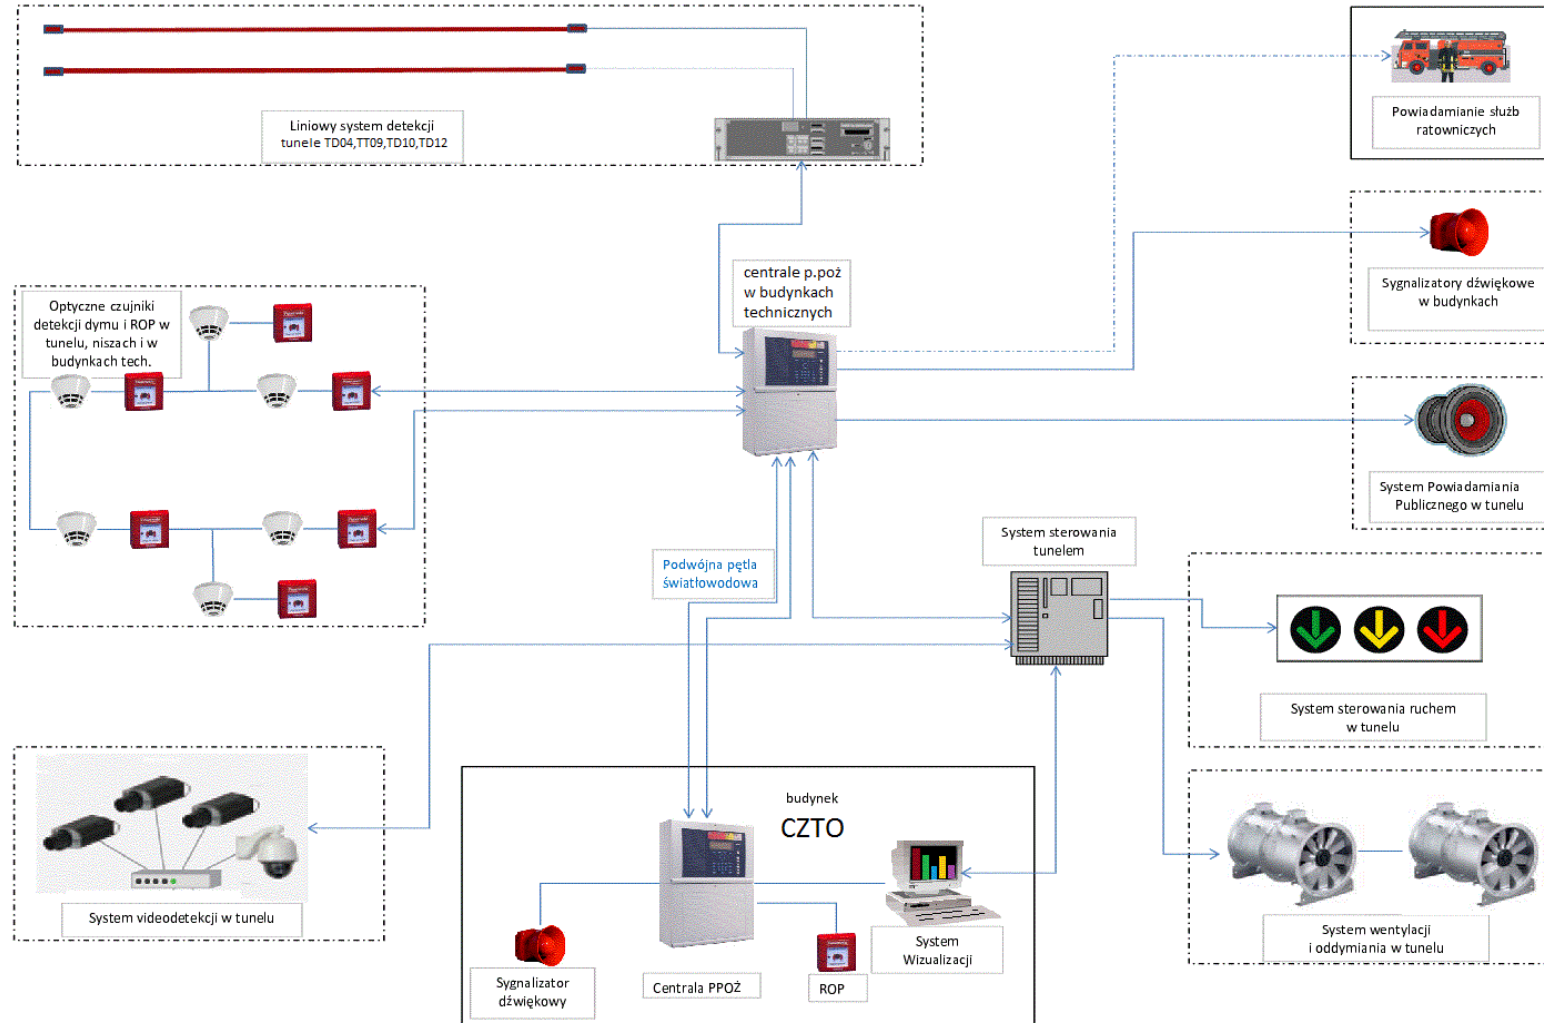 Liniowy system detekcji
tunele TD04,TT09,TD10,TD12
Powiadamianie służb
ratowniczych
centrale p.poż
w budynkach
technicznych
Sygnalizatory dźwiękowe
w budynkach
Optyczne czujniki
detekcji dymu i ROP w
tunelu, niszach i w
budynkach tech.
System Powiadamiania
Publicznego w tunelu
System sterowania
tunelem
Podwójna pętla
światłowodowa
System sterowania ruchem
w tunelu
budynek
CZTO
System videodetekcji w tunelu
System wentylacji
i oddymiania w tunelu
System
Wizualizacji
Sygnalizator
dźwiękowy
Centrala PPOŻ
ROP